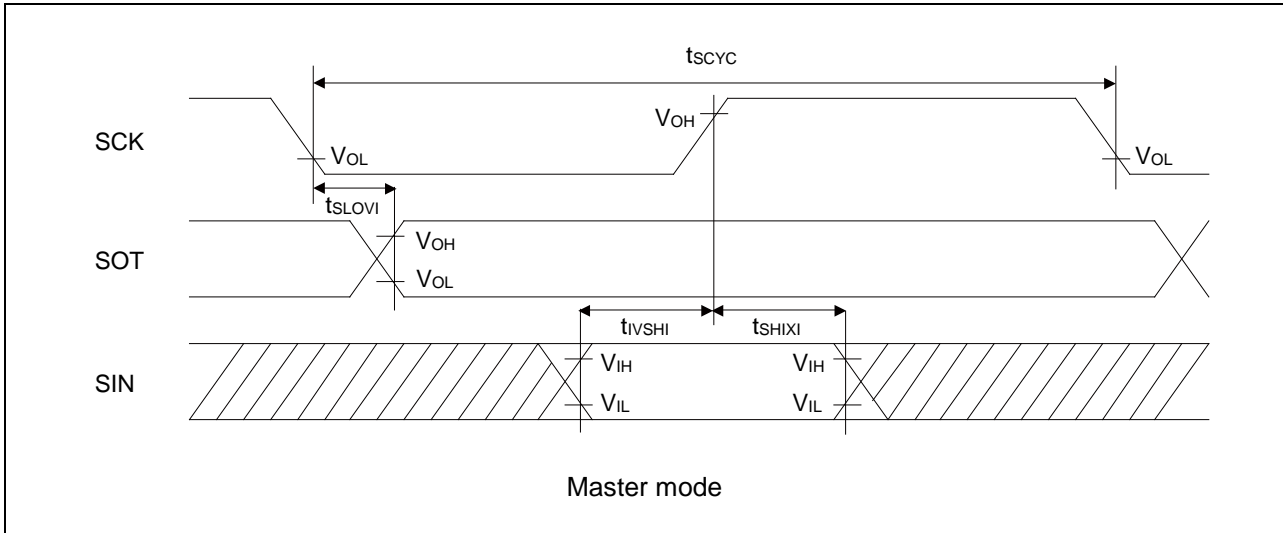 tSCYC
SCK
VOH
VOL
VOL
tSLOVI
SOT
VOH
VOL
tIVSHI
tSHIXI
SIN
VIH
VIH
VIL
VIL
Master mode